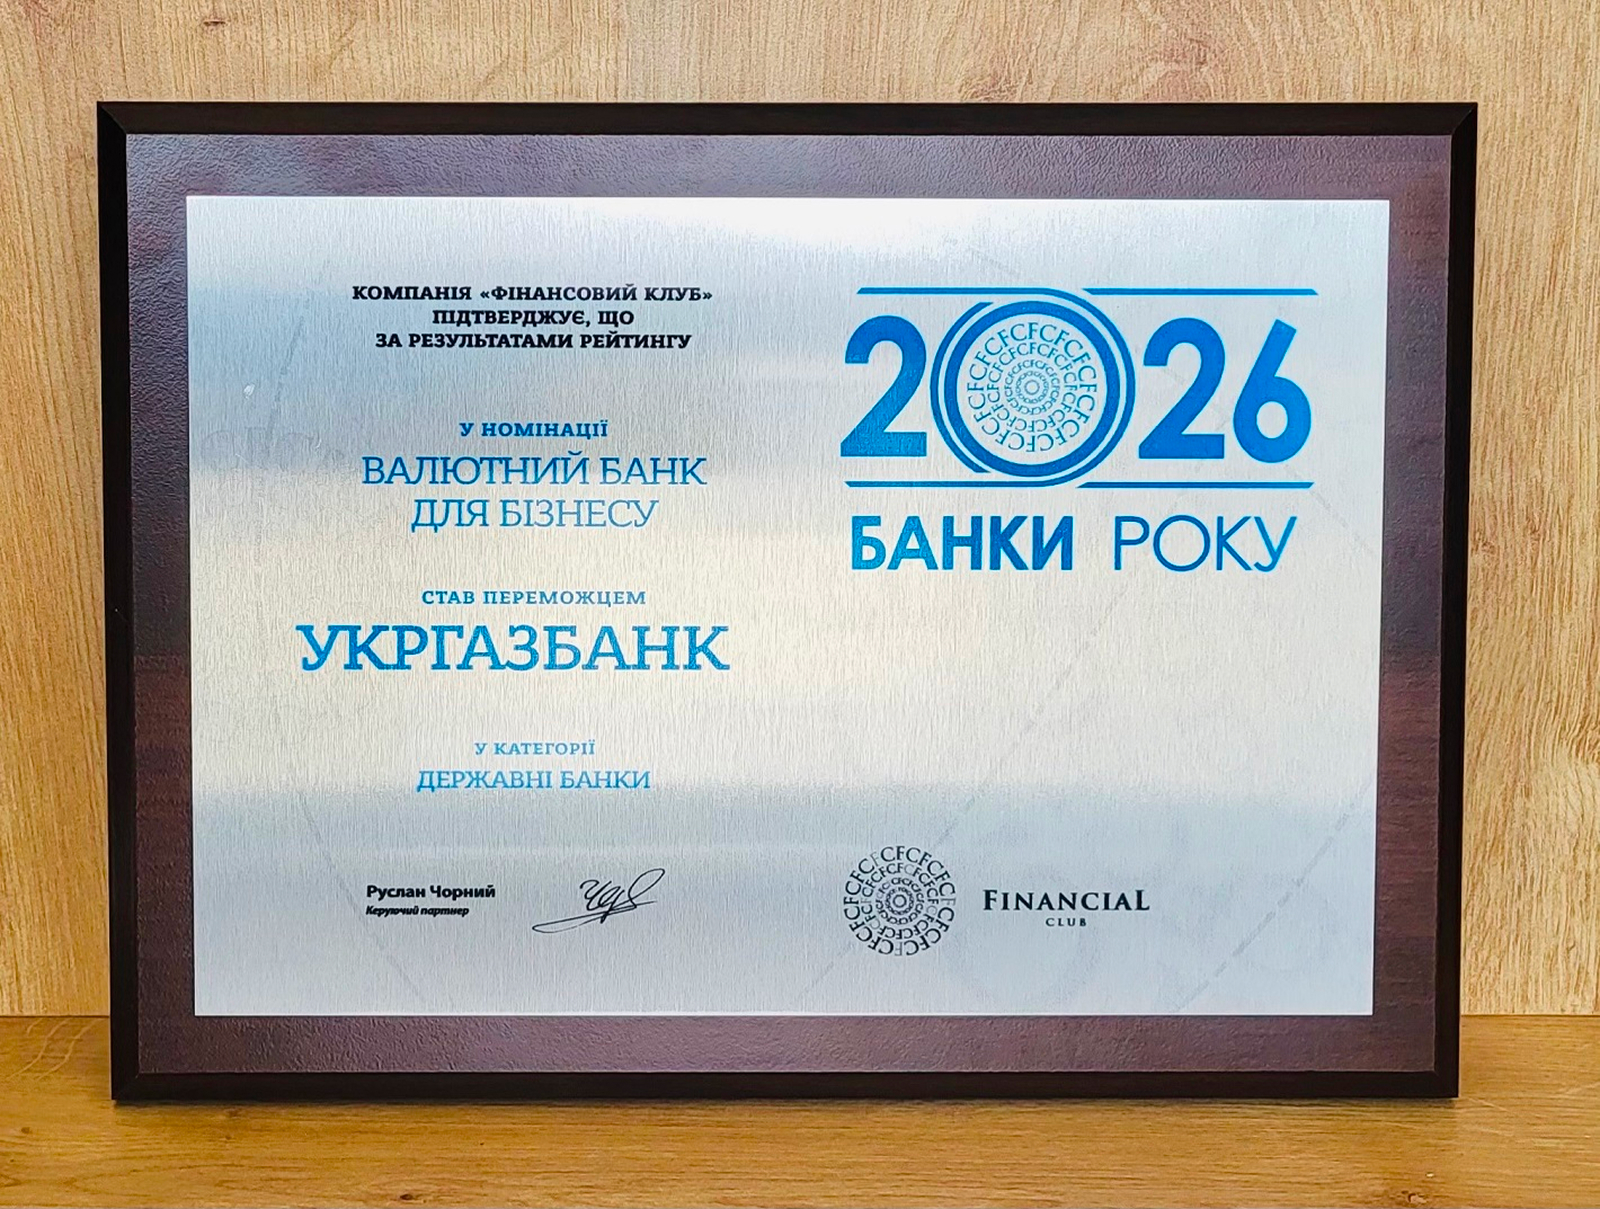 КОМПАНІЯ «ФІНАНСОВИЙ КЛУБ»
ПІДТВЕРДЖУЄ, ЩО
ЗА РЕЗУЛЬТАТАМИ РЕЙТИНГУ
У НОМІНАЦІЇ
ВАЛЮТНИЙ БАНК
ДЛЯ БІЗНЕСУ
СТАВ ПЕРЕМОЖЦЕМ
УКРГАЗБАНК
У КАТЕГОРІЇ
ДЕРЖАВНІ БАНКИ
Руслан Чорний
Керуючий партнер
2026
БАНКИ РОКУ
FINANCIAL
CLUB